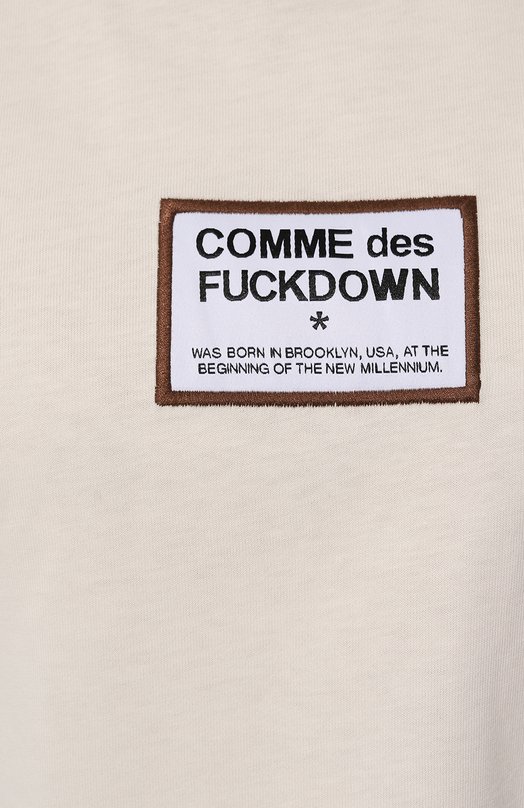 COMME des
FUCKDOWN
*
WAS BORN IN BROOKLYN, USA, AT THE
BEGINNING OF THE NEW MILLENNIUM.